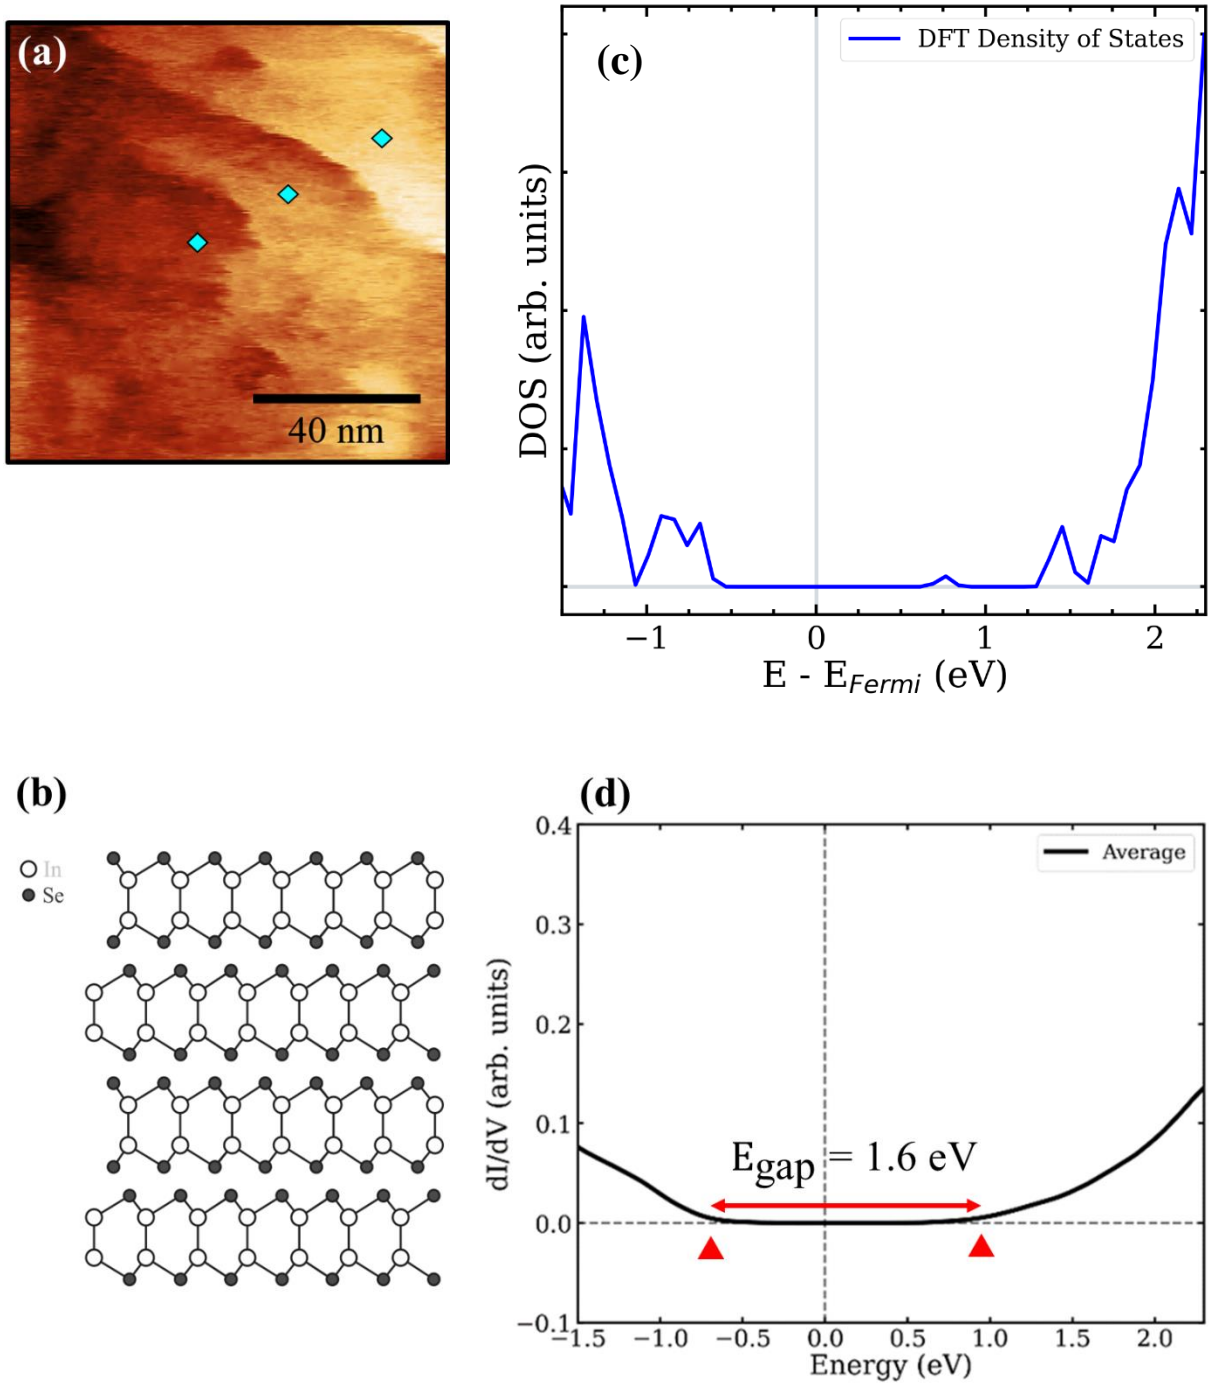 (a)
40 nm
(c)
DFT Density of States
DOS (arb. units)
−1 0 1 2
E - E_Fermi (eV)
(b)
In
Se
(d)
Average
0.4
0.3
0.2
0.1
0.0
−0.1
dI/dV (arb. units)
E_gap = 1.6 eV
−1.5 −1.0 −0.5 0.0 0.5 1.0 1.5 2.0
Energy (eV)